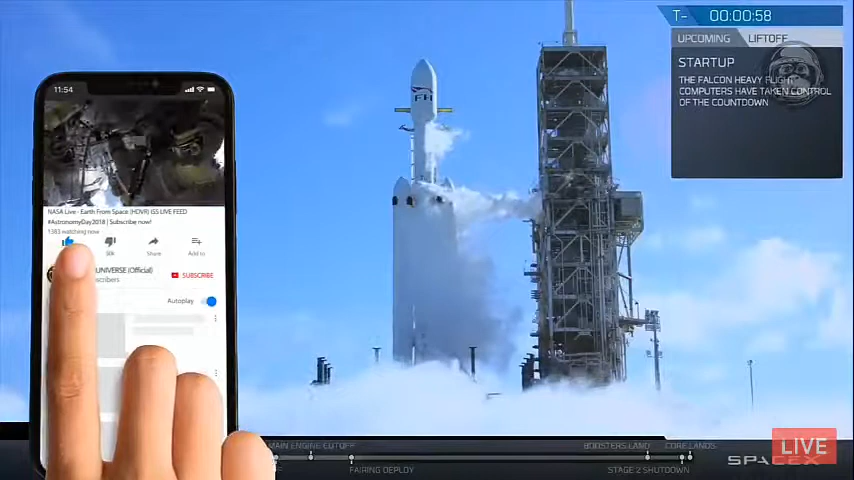 T- 00:00:58
UPCOMING LIFTOFF
STARTUP
THE FALCON HEAVY FLIGHT
COMPUTERS HAVE TAKEN CONTROL
OF THE COUNTDOWN
11:54
NASA Live - Earth From Space (HDVR) ISS LIVE FEED
#AstronomyDay2018 | Subscribe now!
1383 watching now
Share
Add to
UNIVERSE (Official)
SUBSCRIBE
Autoplay
FH
MAIN ENGINE CUTOFF
BOOSTERS LAND
CORE LANDS
FAIRING DEPLOY
STAGE 2 SHUTDOWN
SPACEX
LIVE